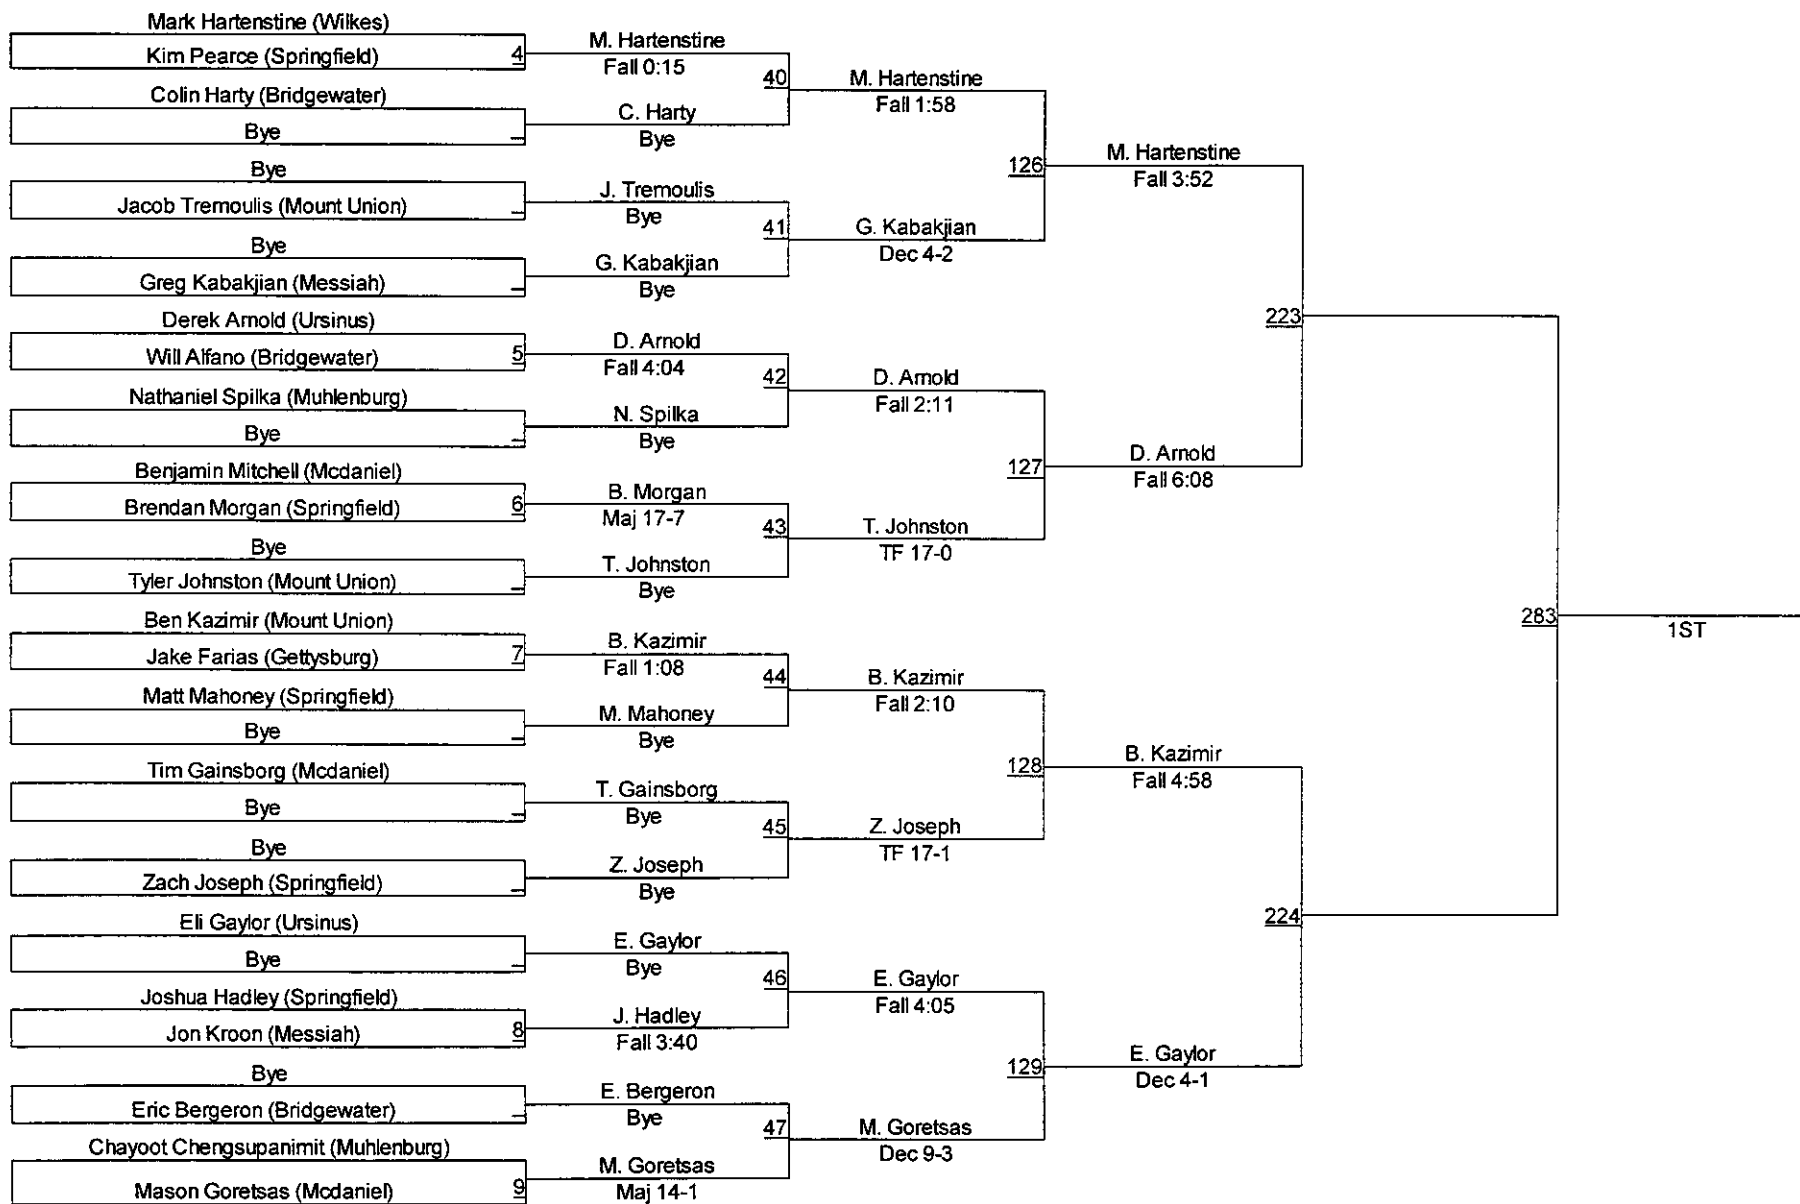 Mark Hartenstine (Wilkes)
Kim Pearce (Springfield)
4
Colin Harty (Bridgewater)
Bye
Bye
Jacob Tremoulis (Mount Union)
Bye
Greg Kabakjian (Messiah)
Derek Arnold (Ursinus)
Will Alfano (Bridgewater)
5
Nathaniel Spilka (Muhlenburg)
Bye
Benjamin Mitchell (Mcdaniel)
Brendan Morgan (Springfield)
6
Bye
Tyler Johnston (Mount Union)
Ben Kazimir (Mount Union)
Jake Farias (Gettysburg)
7
Matt Mahoney (Springfield)
Bye
Tim Gainsborg (Mcdaniel)
Bye
Bye
Zach Joseph (Springfield)
Eli Gaylor (Ursinus)
Bye
Joshua Hadley (Springfield)
Jon Kroon (Messiah)
8
Bye
Eric Bergeron (Bridgewater)
Chayoot Chengsupanimit (Muhlenburg)
Mason Goretsas (Mcdaniel)
9
M. Hartenstine
Fall 0:15
40
C. Harty
Bye
J. Tremoulis
Bye
41
G. Kabakjian
Bye
D. Arnold
Fall 4:04
42
N. Spilka
Bye
B. Morgan
Maj 17-7
43
T. Johnston
Bye
B. Kazimir
Fall 1:08
44
M. Mahoney
Bye
T. Gainsborg
Bye
45
Z. Joseph
Bye
E. Gaylor
Bye
46
J. Hadley
Fall 3:40
E. Bergeron
Bye
47
M. Goretsas
Maj 14-1
M. Hartenstine
Fall 1:58
126
G. Kabakjian
Dec 4-2
D. Arnold
Fall 2:11
127
T. Johnston
TF 17-0
B. Kazimir
Fall 2:10
128
Z. Joseph
TF 17-1
E. Gaylor
Fall 4:05
129
M. Goretsas
Dec 9-3
M. Hartenstine
Fall 3:52
223
D. Arnold
Fall 6:08
B. Kazimir
Fall 4:58
224
E. Gaylor
Dec 4-1
283
1ST